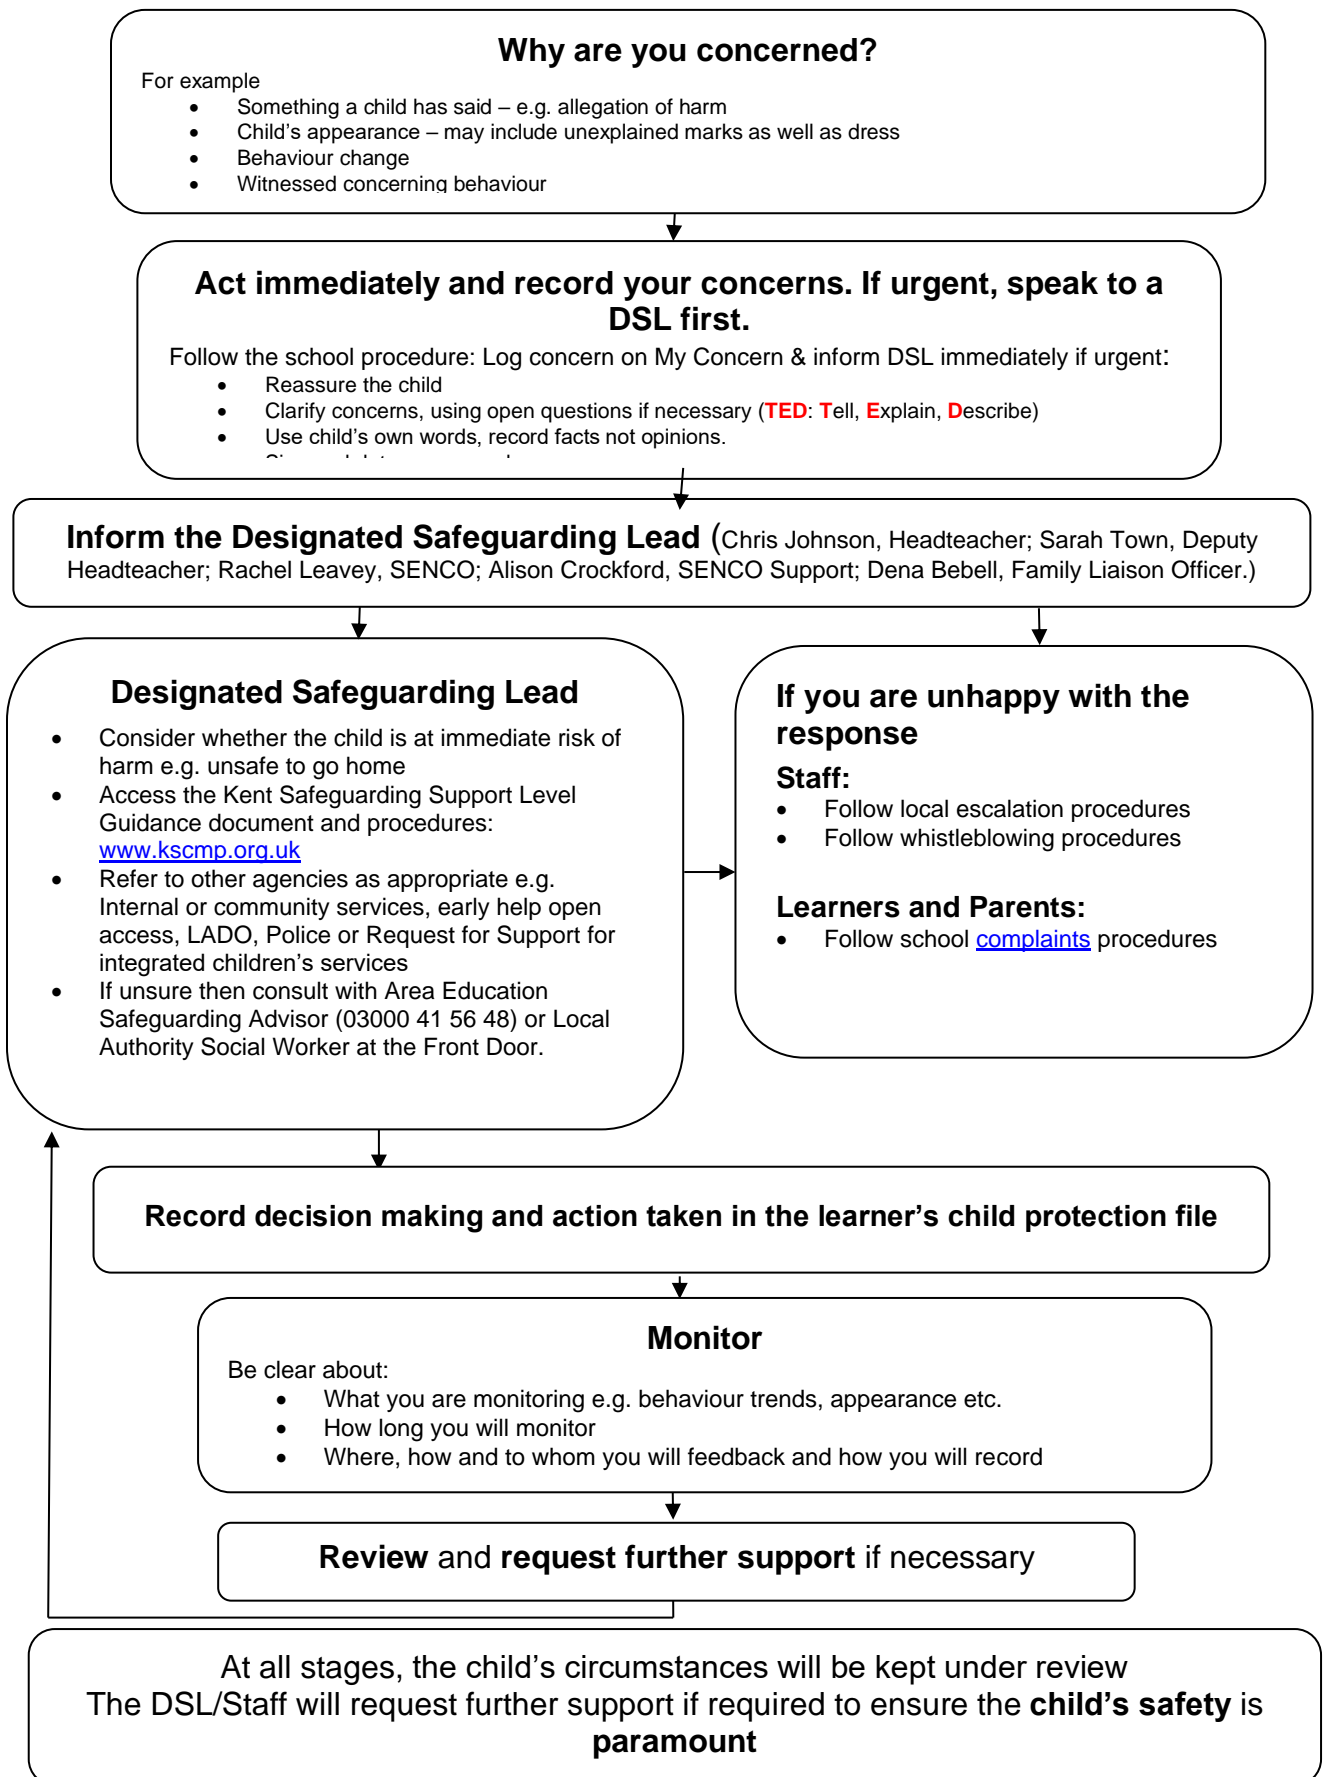 Why are you concerned?
For example
• Something a child has said – e.g. allegation of harm
• Child's appearance – may include unexplained marks as well as dress
• Behaviour change
• Witnessed concerning behaviour
Act immediately and record your concerns. If urgent, speak to a
DSL first.
Follow the school procedure: Log concern on My Concern & inform DSL immediately if urgent:
• Reassure the child
• Clarify concerns, using open questions if necessary (TED: Tell, Explain, Describe)
• Use child's own words, record facts not opinions.
Inform the Designated Safeguarding Lead (Chris Johnson, Headteacher; Sarah Town, Deputy
Headteacher; Rachel Leavey, SENCO; Alison Crockford, SENCO Support; Dena Bebell, Family Liaison Officer.)
Designated Safeguarding Lead
• Consider whether the child is at immediate risk of
harm e.g. unsafe to go home
• Access the Kent Safeguarding Support Level
Guidance document and procedures:
www.kscmp.org.uk
• Refer to other agencies as appropriate e.g.
Internal or community services, early help open
access, LADO, Police or Request for Support for
integrated children's services
• If unsure then consult with Area Education
Safeguarding Advisor (03000 41 56 48) or Local
Authority Social Worker at the Front Door.
If you are unhappy with the
response
Staff:
• Follow local escalation procedures
• Follow whistleblowing procedures
Learners and Parents:
• Follow school complaints procedures
Record decision making and action taken in the learner's child protection file
Monitor
Be clear about:
• What you are monitoring e.g. behaviour trends, appearance etc.
• How long you will monitor
• Where, how and to whom you will feedback and how you will record
Review and request further support if necessary
At all stages, the child's circumstances will be kept under review
The DSL/Staff will request further support if required to ensure the child's safety is
paramount